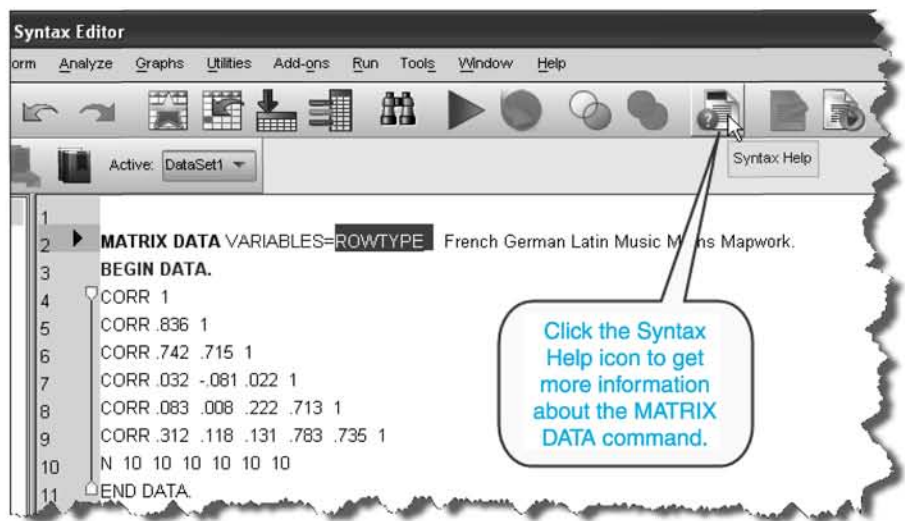 Syntax Editor
orm Analyze Graphs Utilities Add-ons Run Tools Window Help
Active: DataSet1
Syntax Help
1
2 MATRIX DATA VARIABLES=ROWTYPE_ French German Latin Music Mapwork.
3 BEGIN DATA.
4 CORR 1
5 CORR .836 1
6 CORR .742 .715 1
7 CORR .032 -.081 .022 1
8 CORR .083 .008 .222 .713 1
9 CORR .312 .118 .131 .783 .735 1
10 N 10 10 10 10 10 10
11 END DATA.
Click the Syntax
Help icon to get
more information
about the MATRIX
DATA command.